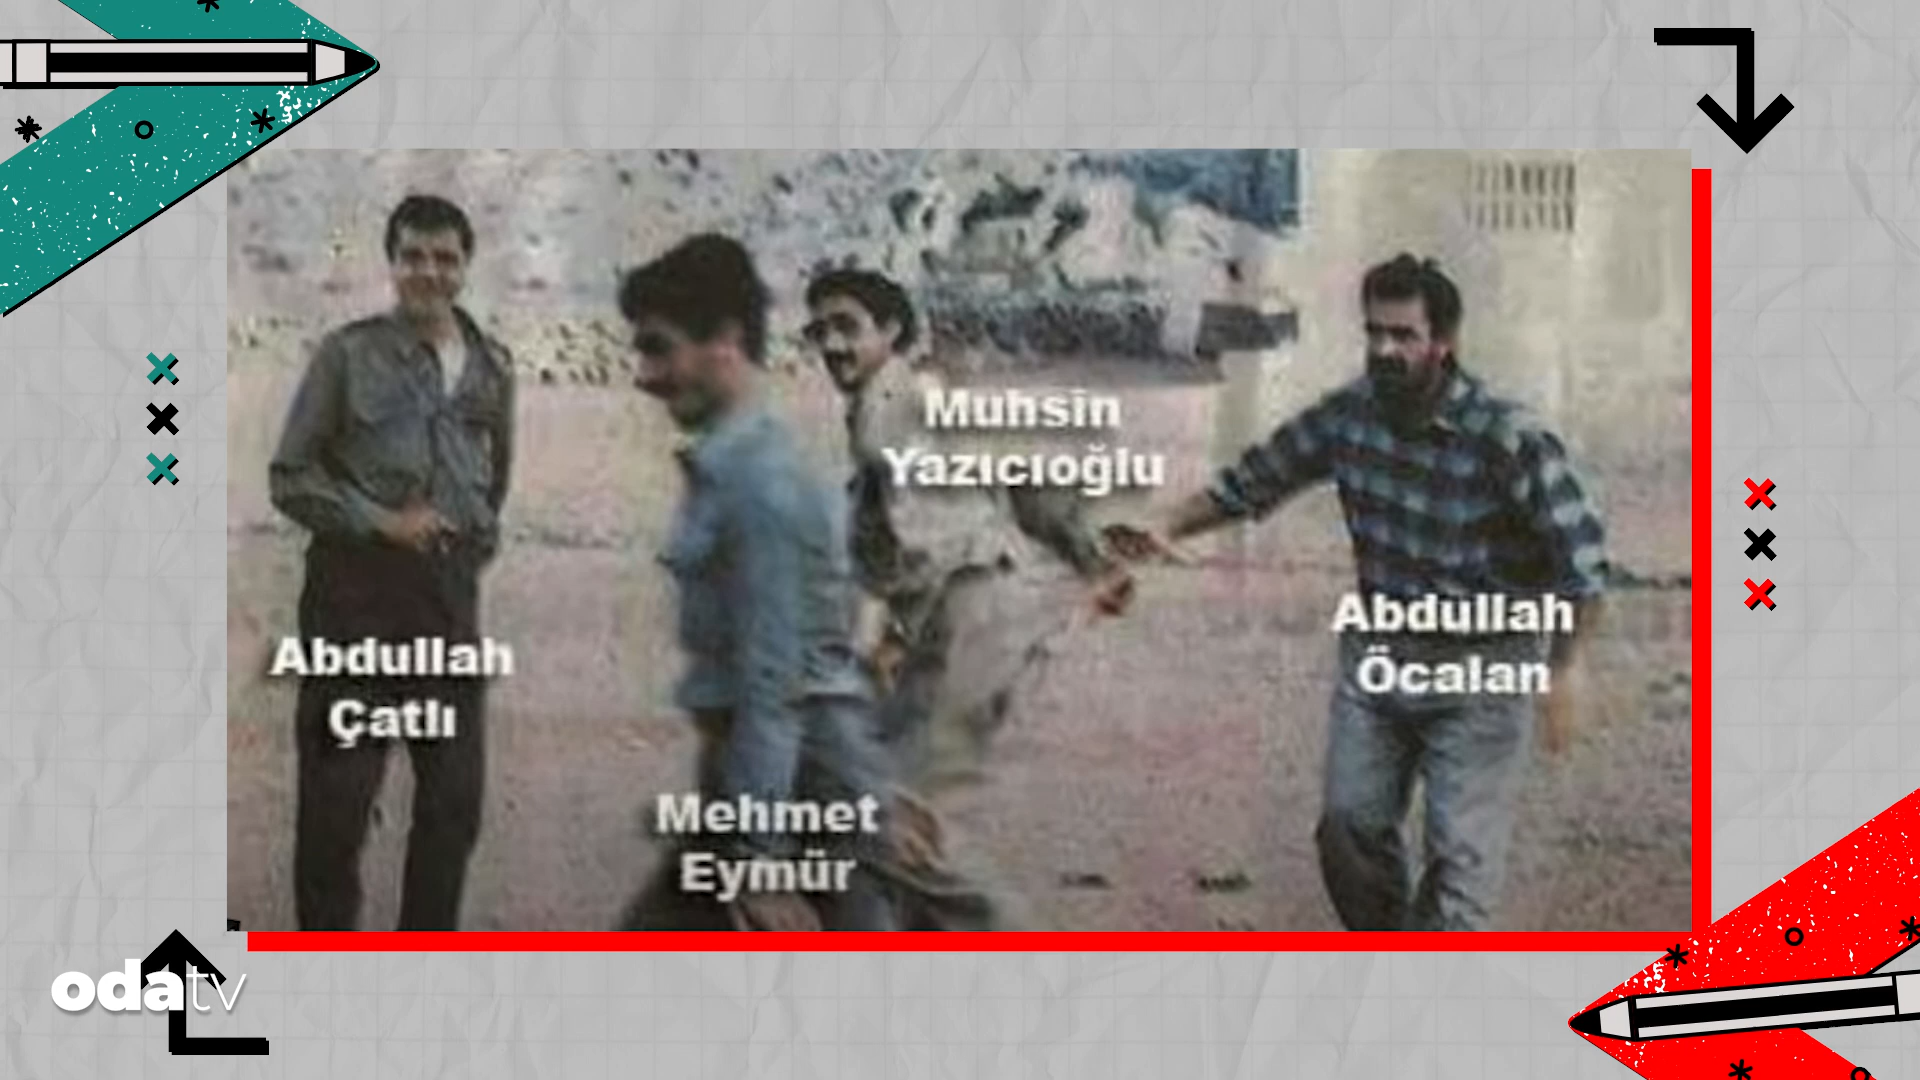 Muhsin
Yazıcıoğlu
Abdullah
Öcalan
Abdullah
Çatlı
Mehmet
Eymür
odatv